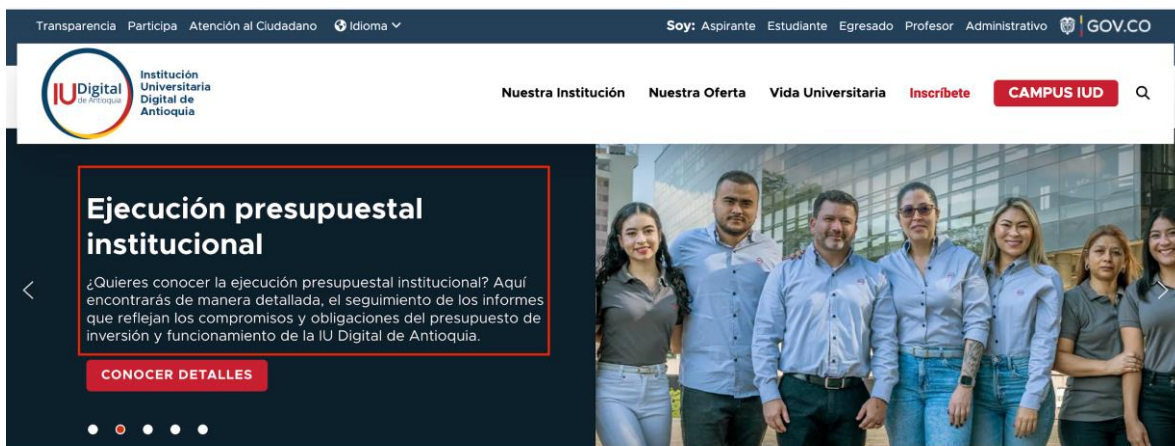 Transparencia Participa Atención al Ciudadano Idioma Soy: Aspirante Estudiante Egresado Profesor Administrativo GOV.CO
IUDigital
de Antioquia
Institución
Universitaria
Digital de
Antioquia
Nuestra Institución Nuestra Oferta Vida Universitaria Inscríbete CAMPUS IUD
Ejecución presupuestal
institucional
¿Quieres conocer la ejecución presupuestal institucional? Aquí
encontrarás de manera detallada, el seguimiento de los informes
que reflejan los compromisos y obligaciones del presupuesto de
inversión y funcionamiento de la IU Digital de Antioquia.
CONOCER DETALLES